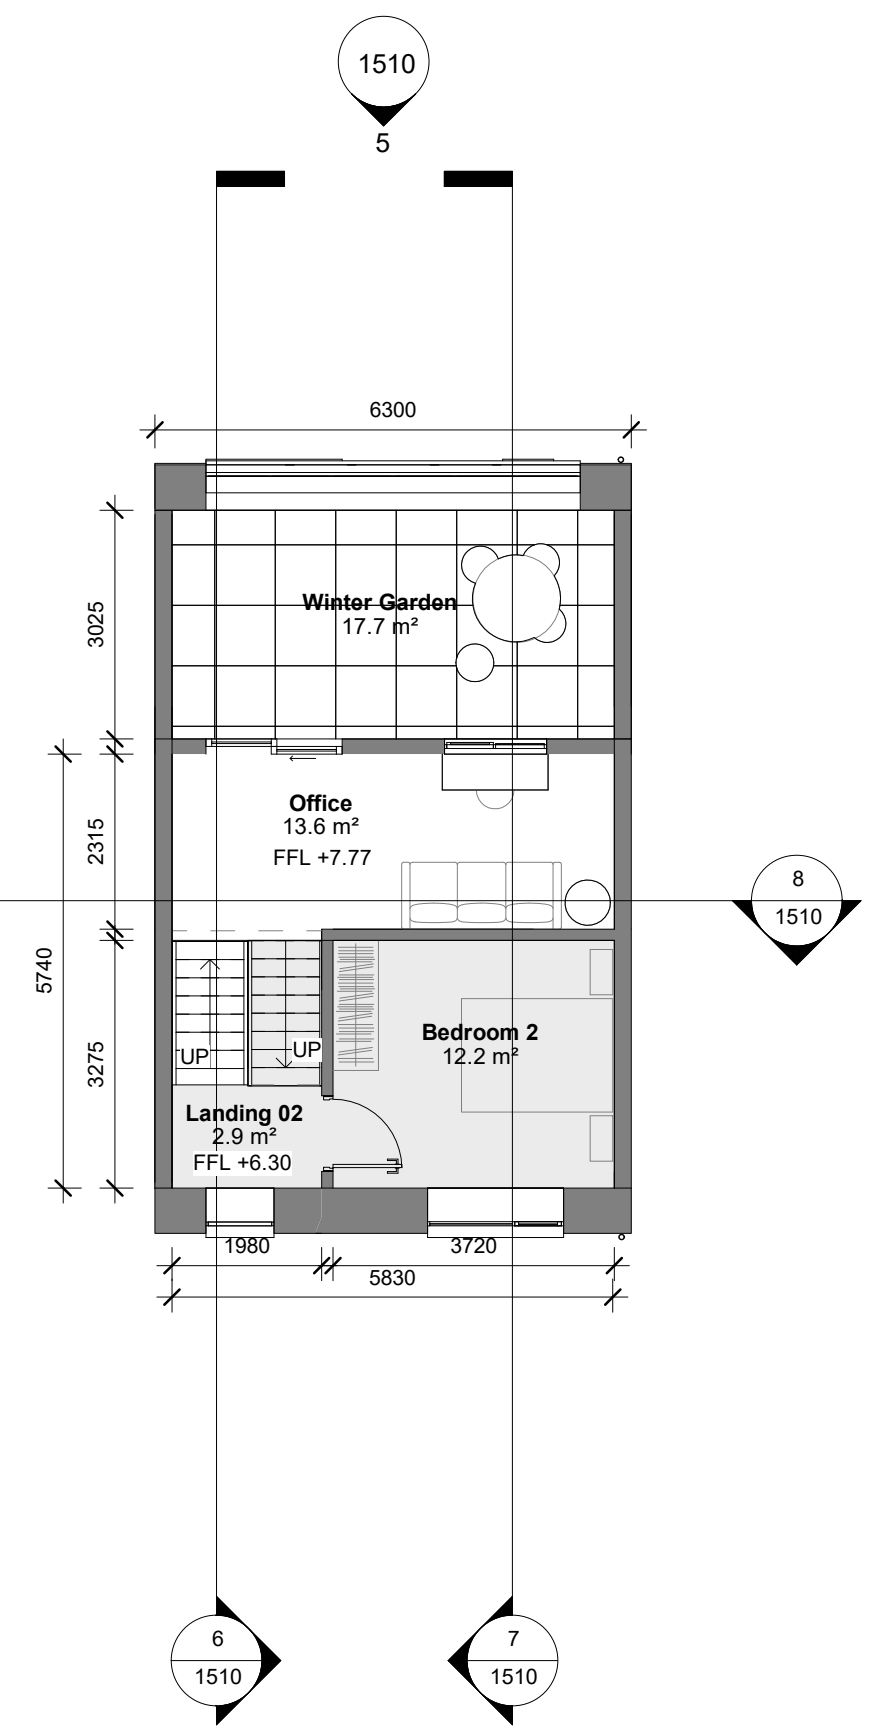 1510
5
6300
3025
Winter Garden
17.7 m²
2315
Office
13.6 m²
FFL +7.77
8
1510
5740
3275
UP
UP
Bedroom 2
12.2 m²
Landing 02
2.9 m²
FFL +6.30
1980
3720
5830
6
1510
7
1510